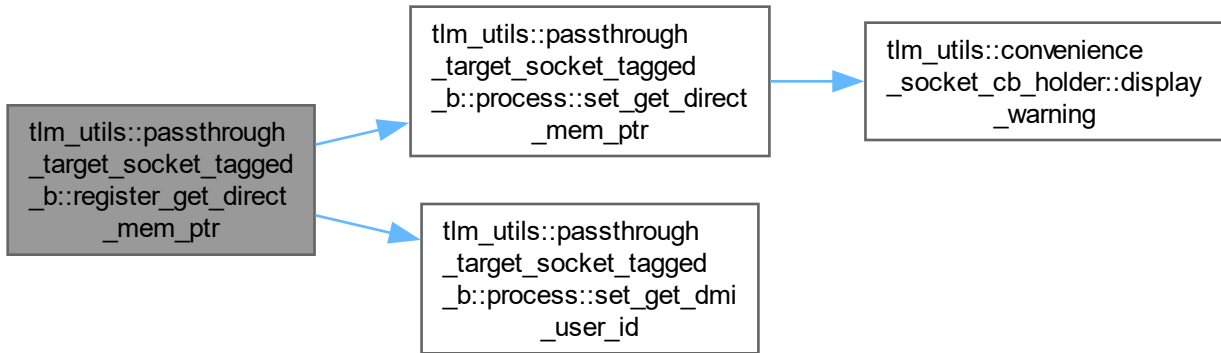 tlm_utils::passthrough
_target_socket_tagged
_b::register_get_direct
_mem_ptr
tlm_utils::passthrough
_target_socket_tagged
_b::process::set_get_direct
_mem_ptr
tlm_utils::convenience
_socket_cb_holder::display
_warning
tlm_utils::passthrough
_target_socket_tagged
_b::process::set_get_dmi
_user_id